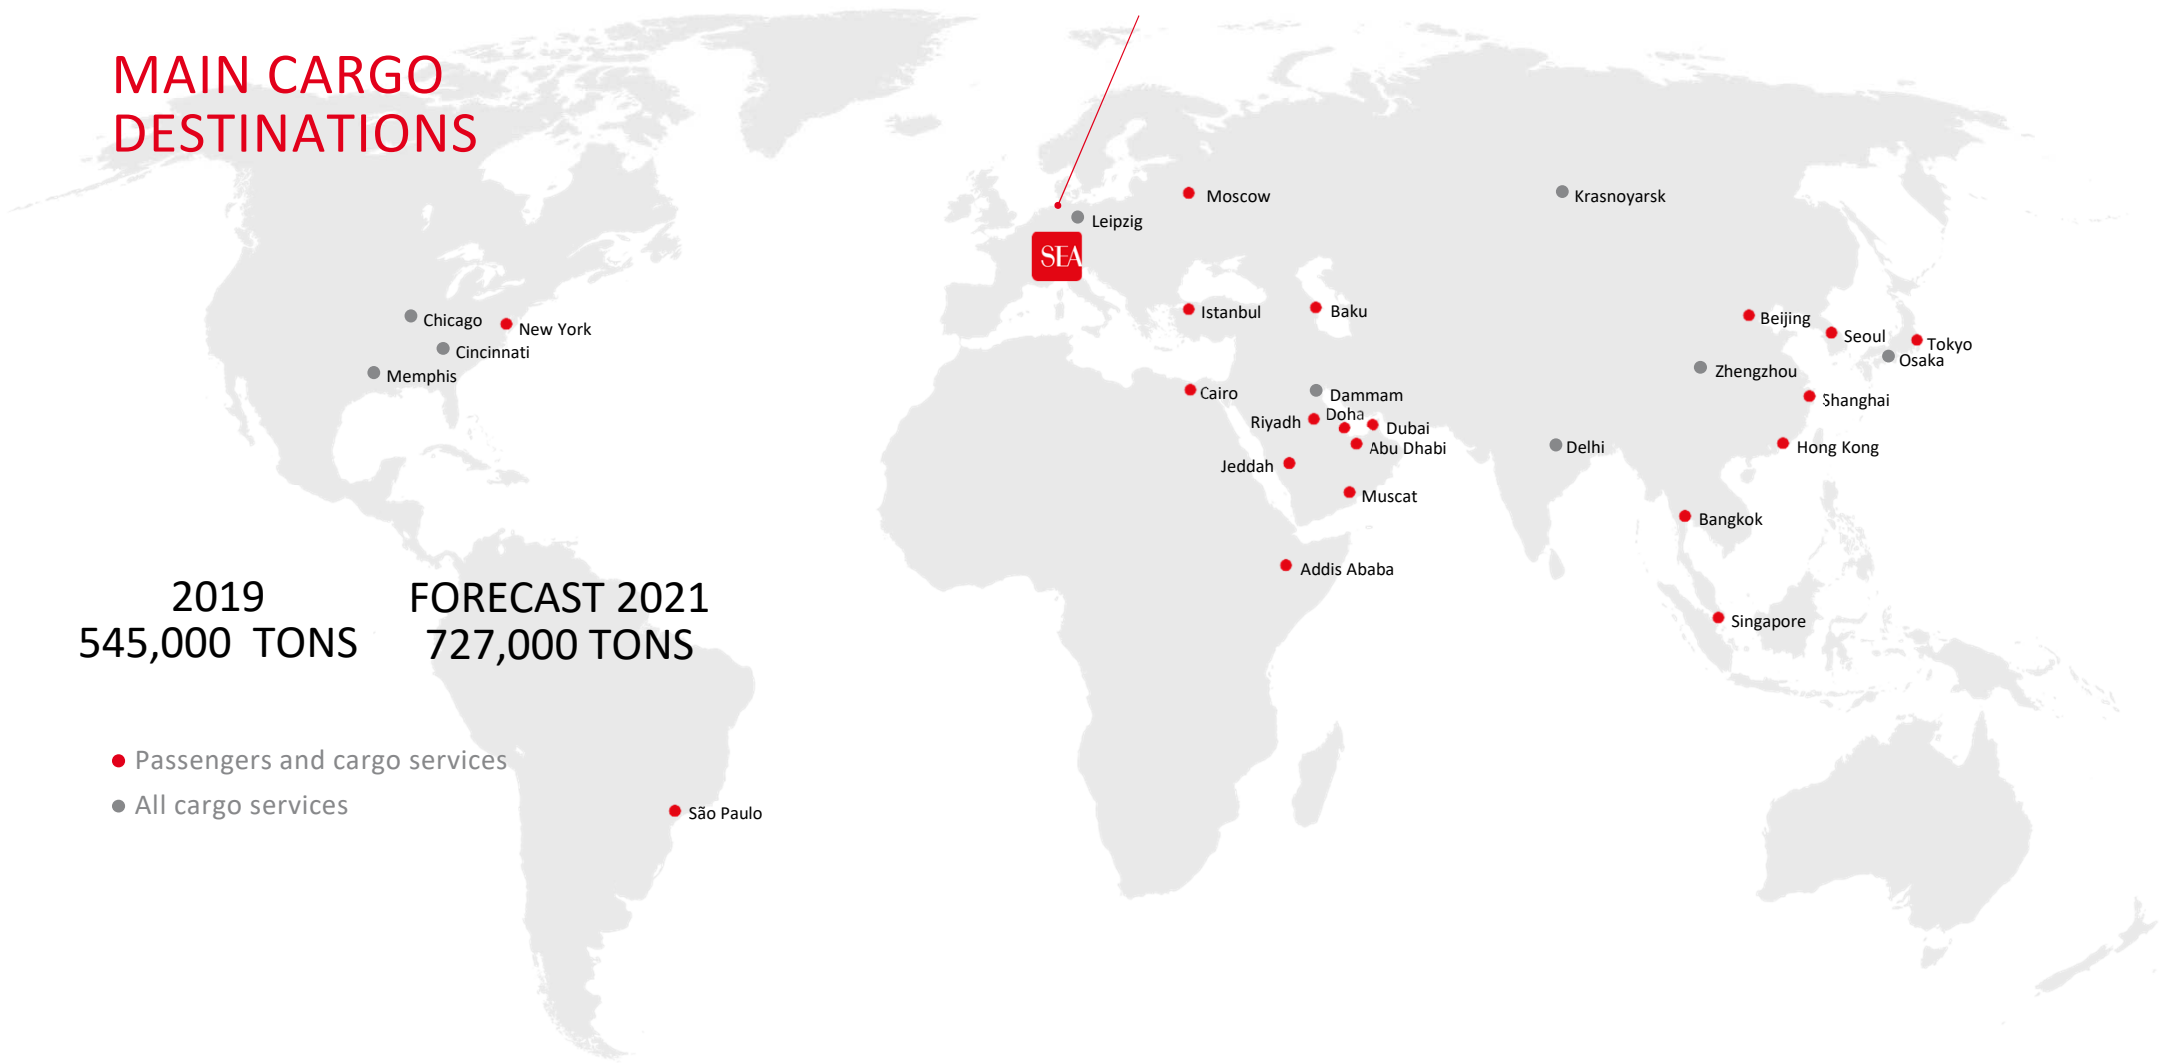 MAIN CARGO
DESTINATIONS
Moscow
Krasnoyarsk
Leipzig
SEA
Istanbul
Baku
Chicago
New York
Cincinnati
Memphis
Beijing
Seoul
Tokyo
Osaka
Zhengzhou
Shanghai
Cairo
Dammam
Doha
Riyadh
Dubai
Abu Dhabi
Delhi
Hong Kong
Jeddah
Muscat
Bangkok
Addis Ababa
Singapore
2019
545,000 TONS
FORECAST 2021
727,000 TONS
Passengers and cargo services
All cargo services
São Paulo